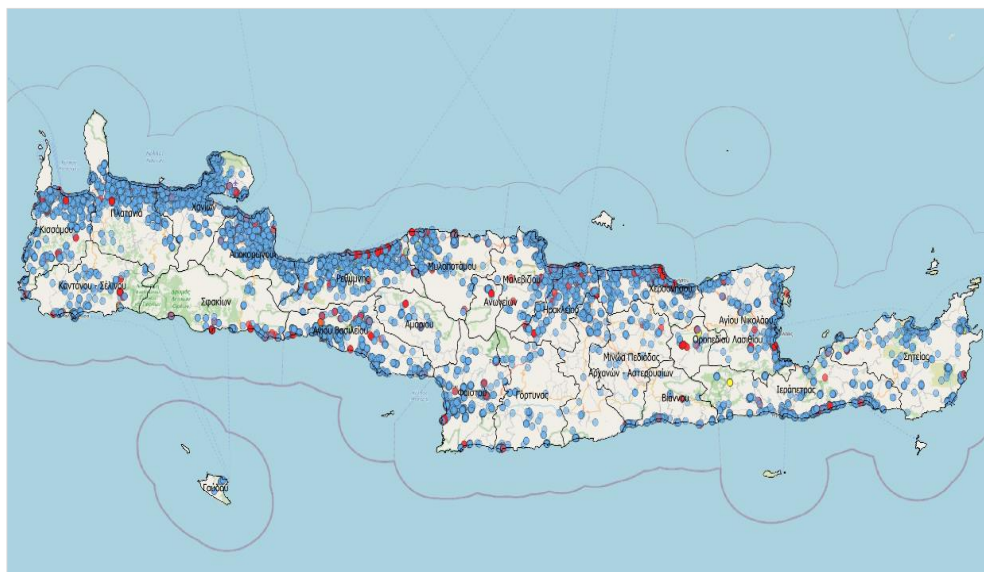 Κισάμου
Πλατανιά
Χανίων
Αποκορώνου
Καντάνου - Σελίνου
Σφακίων
Ρεθύμνης
Αγίου Βασιλείου
Αμαρίου
Μυλοποτάμου
Ανωγείων
Μαλεβιζίου
Ηρακλείου
Χερσονήσου
Φαιστού
Γόρτυνας
Μινώα Πεδιάδας
Αρχανών - Αστερουσίων
Βιάννου
Οροπεδίου Λασιθίου
Αγίου Νικολάου
Ιεράπετρας
Σητείας
Γαύδου